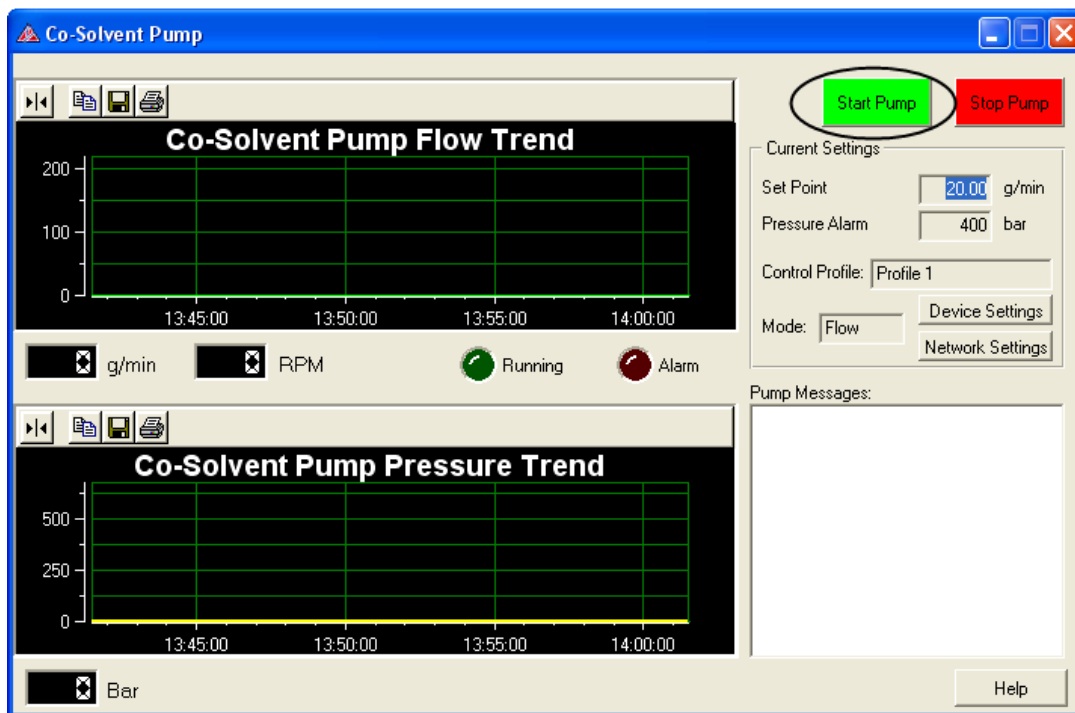 Co-Solvent Pump
Start Pump
Stop Pump
Co-Solvent Pump Flow Trend
200
100
0
13:45:00 13:50:00 13:55:00 14:00:00
g/min
RPM
Running
Alarm
Current Settings
Set Point 20.00 g/min
Pressure Alarm 400 bar
Control Profile: Profile 1
Mode: Flow
Device Settings
Network Settings
Pump Messages:
Co-Solvent Pump Pressure Trend
500
250
0
13:45:00 13:50:00 13:55:00 14:00:00
Bar
Help